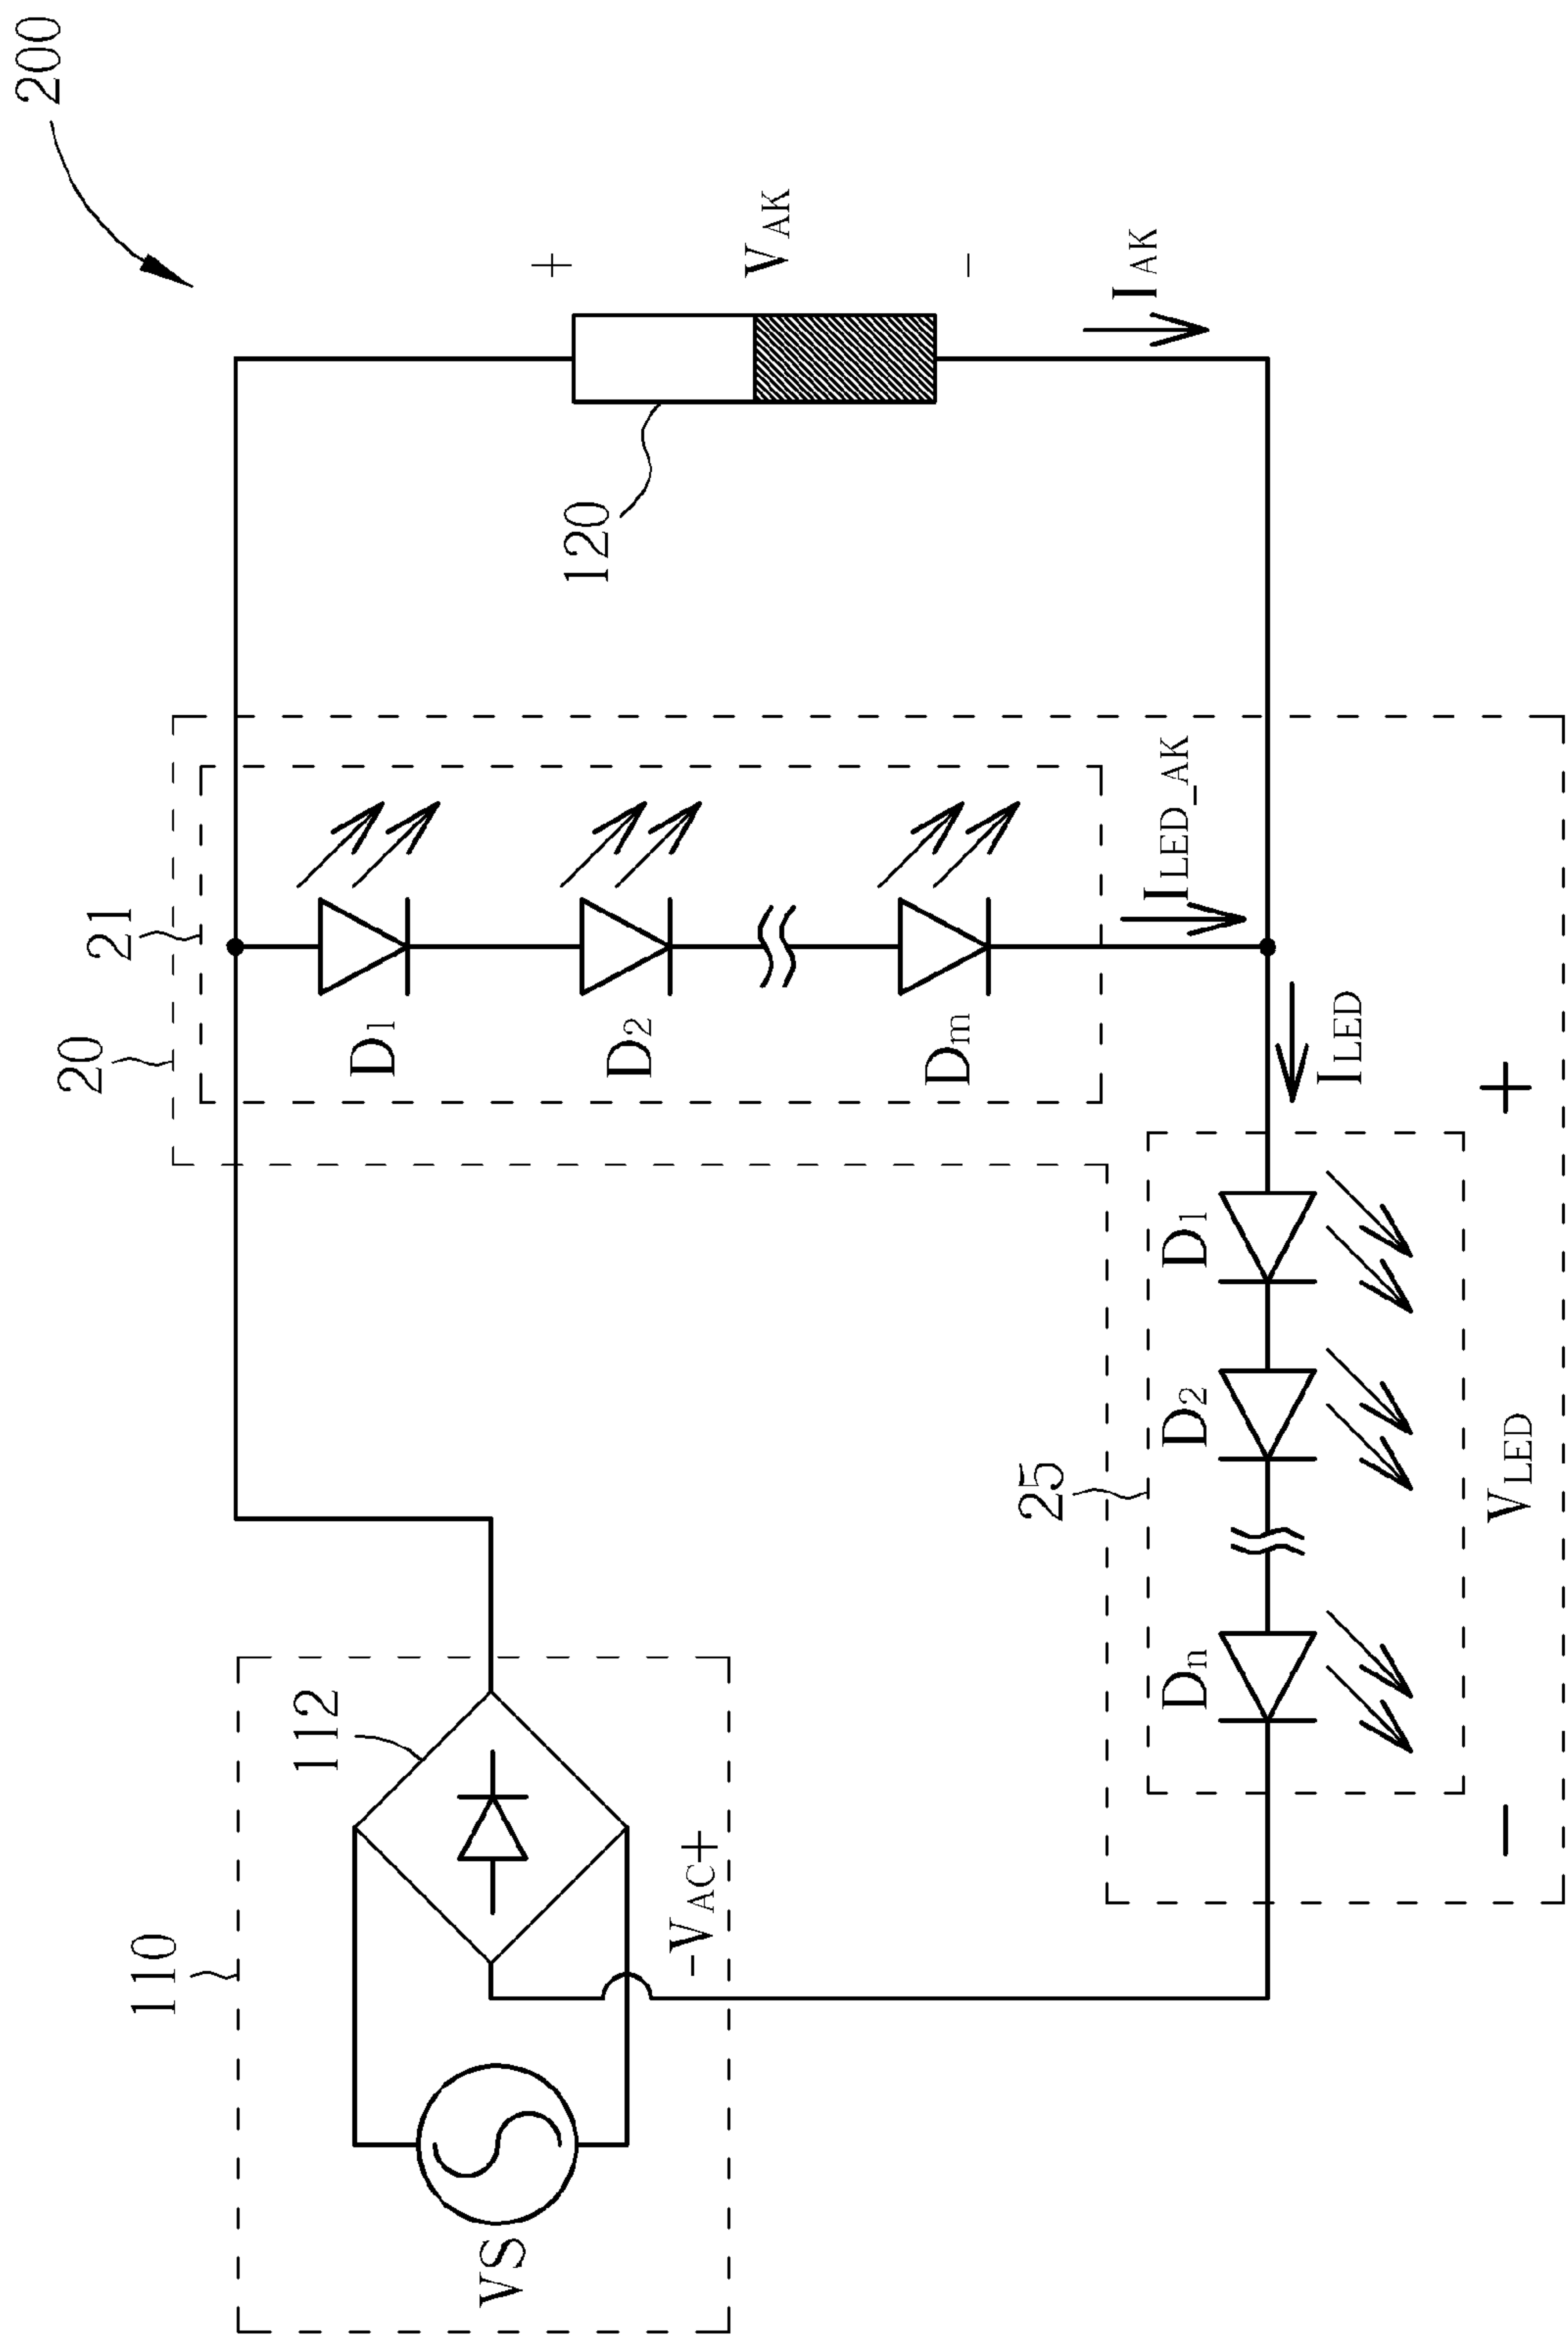 200
110
112
VS
-VAC+
20
21
D1
D2
Dm
ILED_AK
120
+
VAK
-
IAK
ILED
25
Dn
D2
D1
-
VLED
+